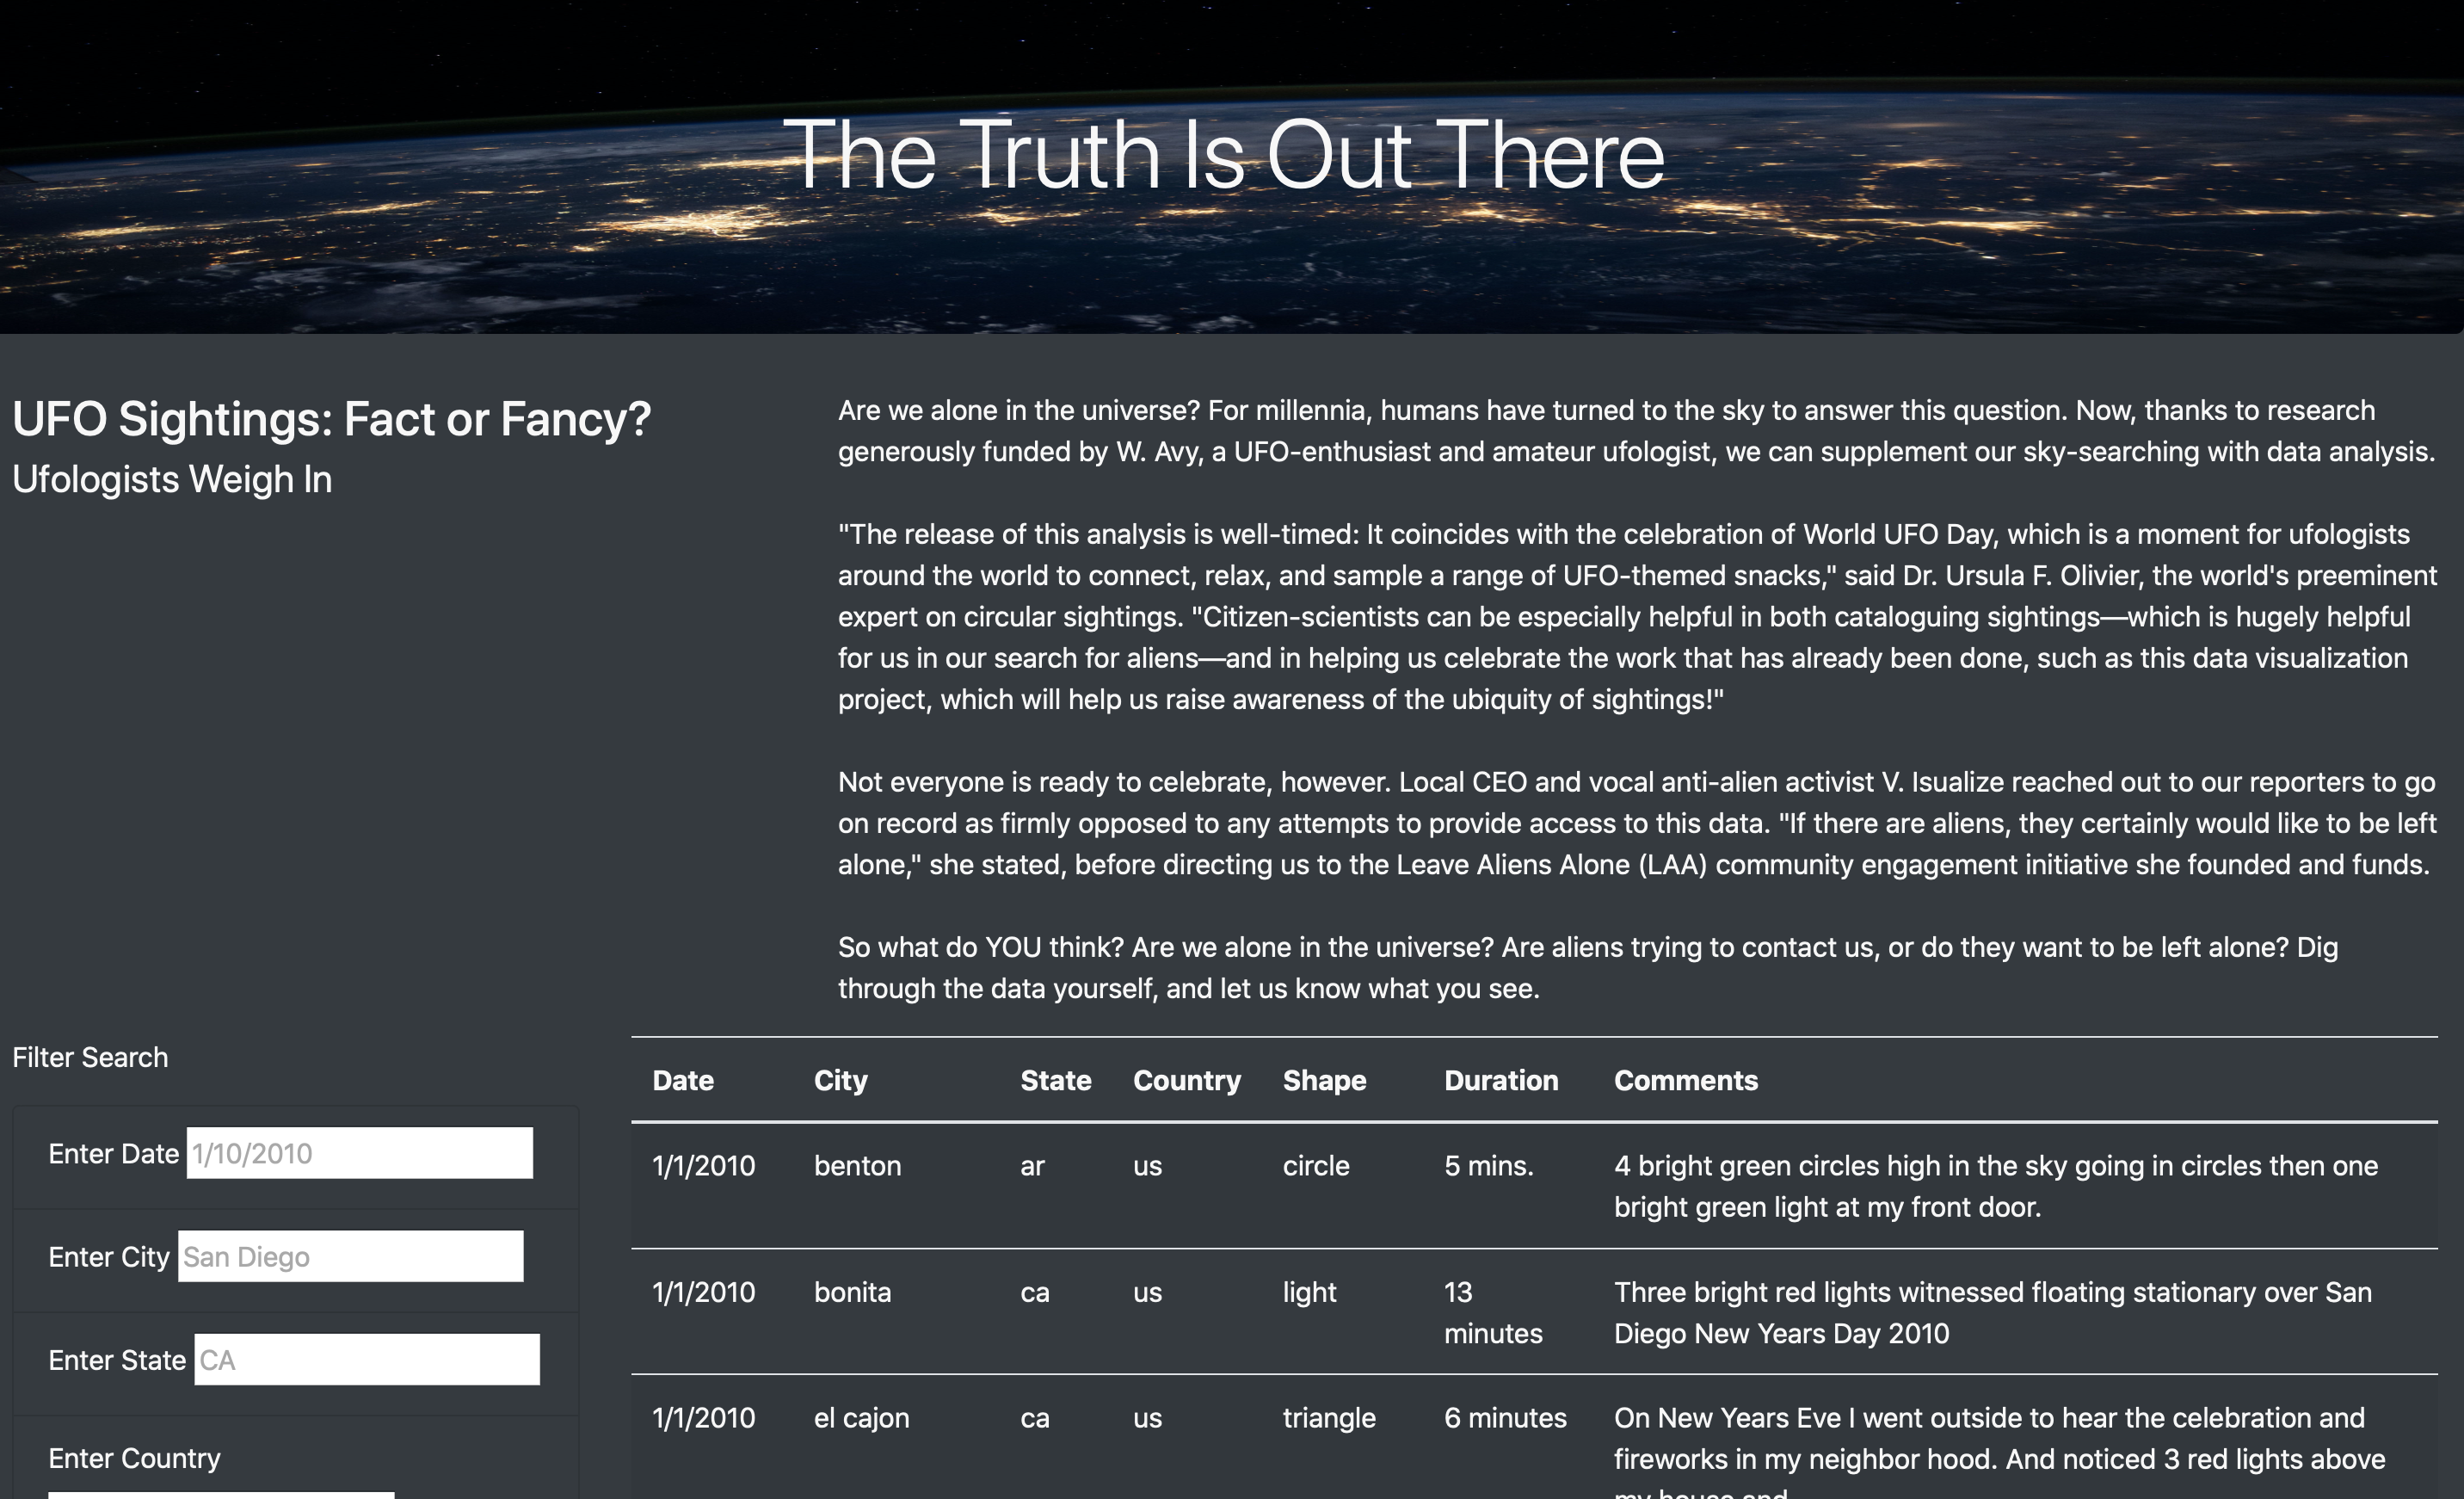 The Truth Is Out There
UFO Sightings: Fact or Fancy?
Ufologists Weigh In
Are we alone in the universe? For millennia, humans have turned to the sky to answer this question. Now, thanks to research
generously funded by W. Avy, a UFO-enthusiast and amateur ufologist, we can supplement our sky-searching with data analysis.
"The release of this analysis is well-timed: It coincides with the celebration of World UFO Day, which is a moment for ufologists
around the world to connect, relax, and sample a range of UFO-themed snacks," said Dr. Ursula F. Olivier, the world's preeminent
expert on circular sightings. "Citizen-scientists can be especially helpful in both cataloguing sightings—which is hugely helpful
for us in our search for aliens—and in helping us celebrate the work that has already been done, such as this data visualization
project, which will help us raise awareness of the ubiquity of sightings!"
Not everyone is ready to celebrate, however. Local CEO and vocal anti-alien activist V. Isualize reached out to our reporters to go
on record as firmly opposed to any attempts to provide access to this data. "If there are aliens, they certainly would like to be left
alone," she stated, before directing us to the Leave Aliens Alone (LAA) community engagement initiative she founded and funds.
So what do YOU think? Are we alone in the universe? Are aliens trying to contact us, or do they want to be left alone? Dig
through the data yourself, and let us know what you see.
Filter Search
Enter Date 1/10/2010
Enter City San Diego
Enter State CA
Enter Country
Date City State Country Shape Duration Comments
1/1/2010 benton ar us circle 5 mins. 4 bright green circles high in the sky going in circles then one
bright green light at my front door.
1/1/2010 bonita ca us light 13 Three bright red lights witnessed floating stationary over San
minutes Diego New Years Day 2010
1/1/2010 el cajon ca us triangle 6 minutes On New Years Eve I went outside to hear the celebration and
fireworks in my neighbor hood. And noticed 3 red lights above
my house and